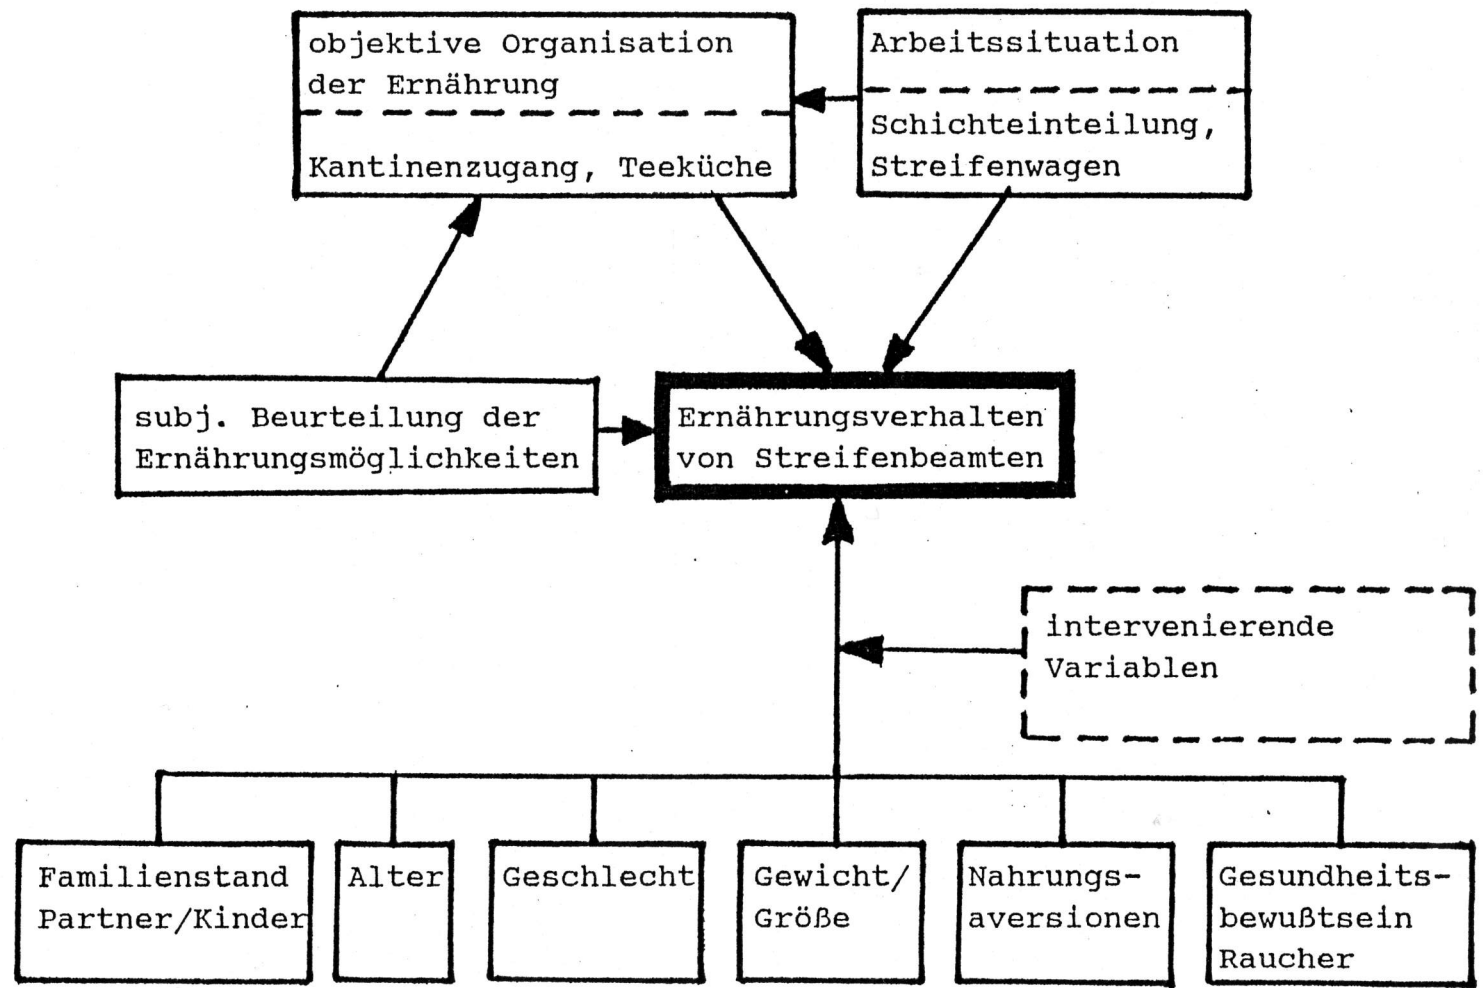 objektive Organisation
der Ernährung
Kantinenzugang, Teeküche
Arbeitssituation
Schichteinteilung,
Streifenwagen
subj. Beurteilung der
Ernährungsmöglichkeiten
Ernährungsverhalten
von Streifenbeamten
intervenierende
Variablen
Familienstand
Partner/Kinder
Alter
Geschlecht
Gewicht/
Größe
Nahrungs-
aversionen
Gesundheits-
bewußtsein
Raucher